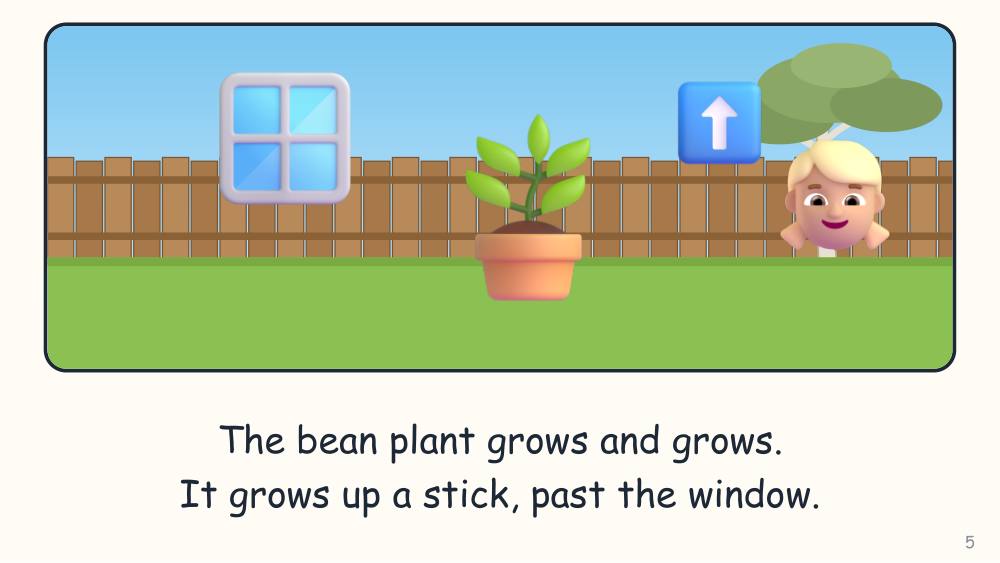 The bean plant grows and grows.
It grows up a stick, past the window.
5